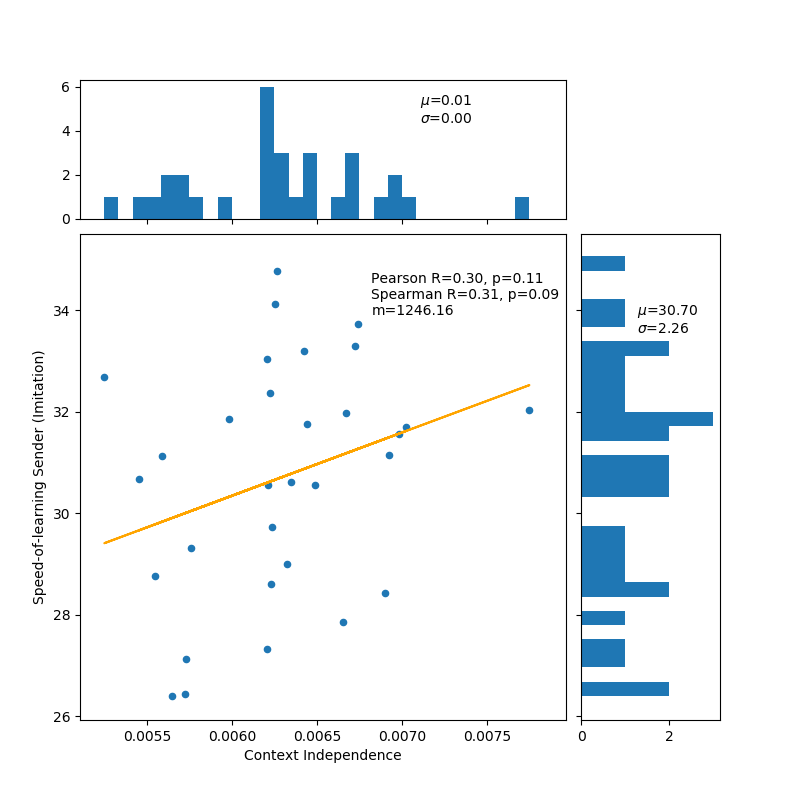 6
4
2
0
μ=0.01
σ=0.00
Pearson R=0.30, p=0.11
Spearman R=0.31, p=0.09
m=1246.16
μ=30.70
σ=2.26
Speed-of-learning Sender (Imitation)
34
32
30
28
26
0.0055 0.0060 0.0065 0.0070 0.0075
0 2
Context Independence